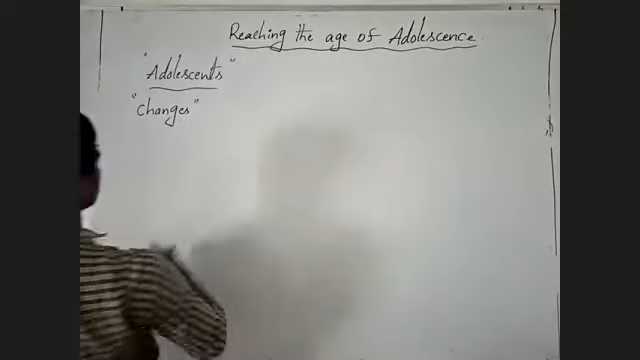 Reaching the age of Adolescence
"Adolescents"
"changes"